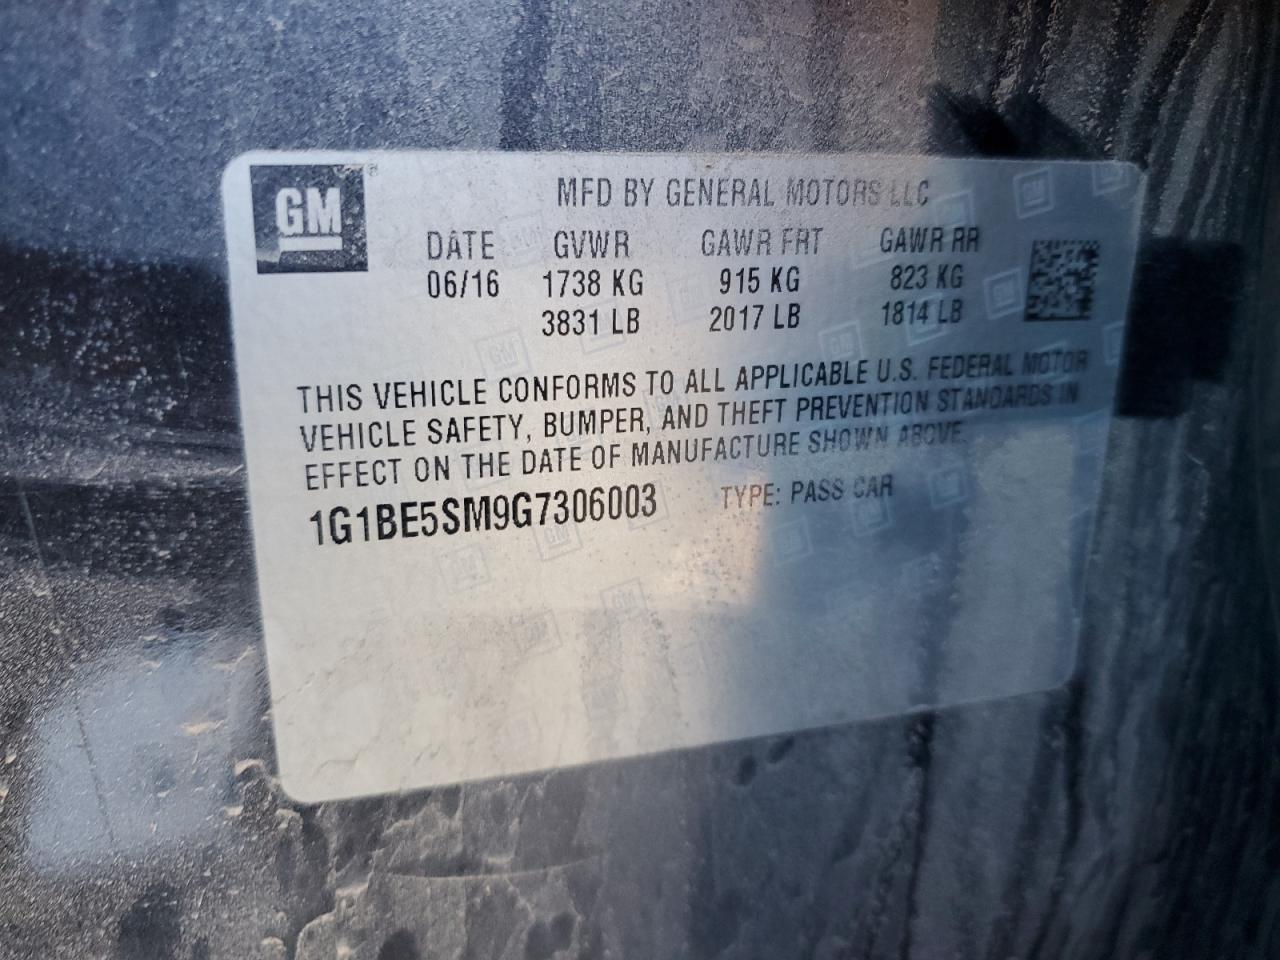 GM
MFD BY GENERAL MOTORS LLC
DATE GVWR GAWR FRT GAWR RR
06/16 1738 KG 915 KG 823 KG
3831 LB 2017 LB 1814 LB
THIS VEHICLE CONFORMS TO ALL APPLICABLE U.S. FEDERAL MOTOR
VEHICLE SAFETY, BUMPER, AND THEFT PREVENTION STANDARDS IN
EFFECT ON THE DATE OF MANUFACTURE SHOWN ABOVE.
1G1BE5SM9G7306003 TYPE: PASS CAR